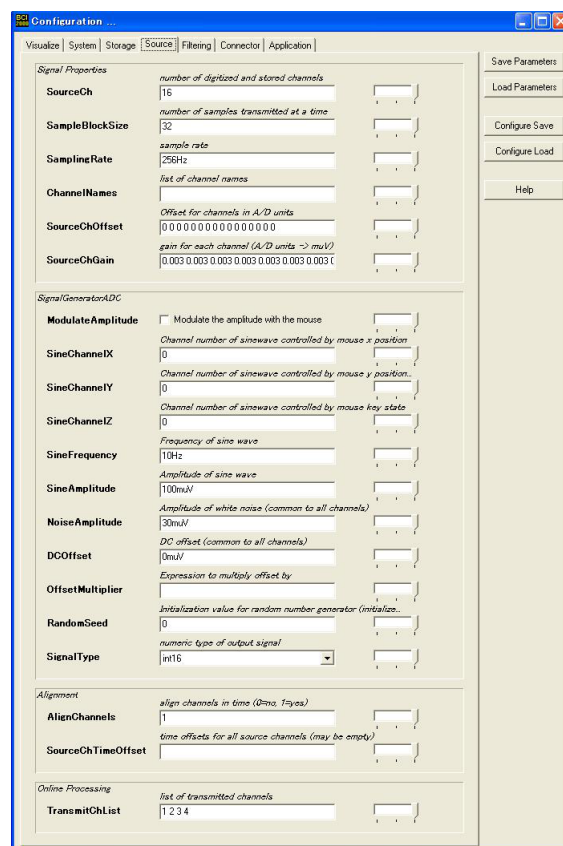 BCI 2000 Configuration ...
Visualize System Storage Source Filtering Connector Application
Save Parameters
Load Parameters
Configure Save
Configure Load
Help
Signal Properties
number of digitized and stored channels
SourceCh 16
number of samples transmitted at a time
SampleBlockSize 32
sample rate
SamplingRate 256Hz
list of channel names
ChannelNames
Offset for channels in A/D units
SourceChOffset 0 0 0 0 0 0 0 0 0 0 0 0 0 0 0 0
gain for each channel (A/D units -> muV)
SourceChGain 0.003 0.003 0.003 0.003 0.003 0.003 0.003 0
SignalGeneratorADC
ModulateAmplitude Modulate the amplitude with the mouse
Channel number of sinewave controlled by mouse x position
SineChannelX 0
Channel number of sinewave controlled by mouse y position..
SineChannelY 0
Channel number of sinewave controlled by mouse key state
SineChannelZ 0
Frequency of sine wave
SineFrequency 10Hz
Amplitude of sine wave
SineAmplitude 100muV
Amplitude of white noise (common to all channels)
NoiseAmplitude 30muV
DC offset (common to all channels)
DCOffset 0muV
Expression to multiply offset by
OffsetMultiplier
Initialization value for random number generator (initialize..
RandomSeed 0
numeric type of output signal
SignalType int16
Alignment
align channels in time (0=no, 1=yes)
AlignChannels 1
time offsets for all source channels (may be empty)
SourceChTimeOffset
Online Processing
list of transmitted channels
TransmitChList 1 2 3 4